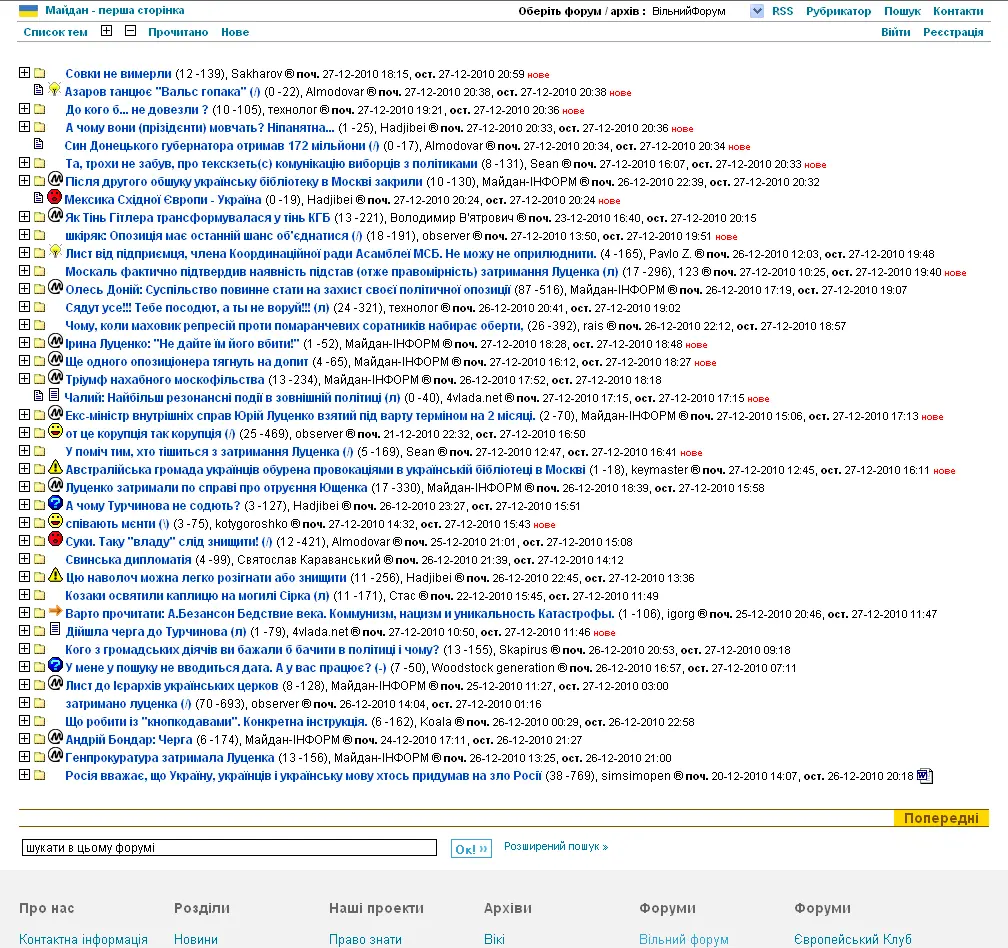 Майдан - перша сторінка Оберіть форум / архів : ВільнийФорум RSS Рубрикатор Пошук Контакти
Список тем Прочитано Нове Війти Реєстрація
Совки не вимерли (12 -139), Sakharov ® поч. 27-12-2010 18:15, ост. 27-12-2010 20:59 нове
Азаров танцює "Вальс гопака" (/) (0 -22), Almodovar ® поч. 27-12-2010 20:38, ост. 27-12-2010 20:38 нове
До кого б... не довезли ? (10 -105), технолог ® поч. 27-12-2010 19:21, ост. 27-12-2010 20:36 нове
А чому вони (прізідєнти) мовчать? Ніпанятна... (1 -25), Hadjibei ® поч. 27-12-2010 20:33, ост. 27-12-2010 20:36 нове
Син Донецького губернатора отримав 172 мільйони (/) (0 -17), Almodovar ® поч. 27-12-2010 20:34, ост. 27-12-2010 20:34 нове
Та, трохи не забув, про текскзеть(с) комунікацію виборців з політиками (8 -131), Sean ® поч. 27-12-2010 16:07, ост. 27-12-2010 20:33 нове
Після другого обшуку українську бібліотеку в Москві закрили (10 -130), Майдан-ІНФОРМ ® поч. 26-12-2010 22:39, ост. 27-12-2010 20:32
Мексика Східної Європи - Україна (0 -19), Hadjibei ® поч. 27-12-2010 20:24, ост. 27-12-2010 20:24 нове
Як Тінь Гітлера трансформувалася у тінь КГБ (13 -221), Володимир В'ятрович ® поч. 23-12-2010 16:40, ост. 27-12-2010 20:15
шкіряк: Опозиція має останній шанс об'єднатися (/) (18 -191), observer ® поч. 27-12-2010 13:50, ост. 27-12-2010 19:51 нове
Лист від підприємця, члена Координаційної ради Асамблеї МСБ. Не можу не оприлюднити. (4 -165), Pavlo Z. ® поч. 26-12-2010 12:03, ост. 27-12-2010 19:48
Москаль фактично підтвердив наявність підстав (отже правомірність) затримання Луценка (л) (17 -296), 123 ® поч. 27-12-2010 10:25, ост. 27-12-2010 19:40 нове
Олесь Доній: Суспільство повинне стати на захист своєї політичної опозиції (87 -516), Майдан-ІНФОРМ ® поч. 26-12-2010 17:19, ост. 27-12-2010 19:07
Сядут усе!!! Тебе посодют, а ты не воруй!!! (л) (24 -321), технолог ® поч. 26-12-2010 20:41, ост. 27-12-2010 19:02
Чому, коли маховик репресій проти помаранчевих соратників набирає оберти, (26 -392), rais ® поч. 26-12-2010 22:12, ост. 27-12-2010 18:57
Ірина Луценко: "Не дайте їм його вбити!" (1 -52), Майдан-ІНФОРМ ® поч. 27-12-2010 18:28, ост. 27-12-2010 18:48 нове
Ще одного опозиціонера тягнуть на допит (4 -65), Майдан-ІНФОРМ ® поч. 27-12-2010 16:12, ост. 27-12-2010 18:27 нове
Тріумф нахабного москофільства (13 -234), Майдан-ІНФОРМ ® поч. 26-12-2010 17:52, ост. 27-12-2010 18:18
Чалий: Найбільш резонансні події в зовнішній політиці (л) (0 -40), 4vlada.net ® поч. 27-12-2010 17:15, ост. 27-12-2010 17:15 нове
Екс-міністр внутрішніх справ Юрій Луценко взятий під варту терміном на 2 місяці. (2 -70), Майдан-ІНФОРМ ® поч. 27-12-2010 15:06, ост. 27-12-2010 17:13 нове
от це корупція так корупція (/) (25 -469), observer ® поч. 21-12-2010 22:32, ост. 27-12-2010 16:50
У поміч тим, хто тішиться з затримання Луценка (/) (5 -169), Sean ® поч. 27-12-2010 12:47, ост. 27-12-2010 16:41 нове
Австралійська громада українців обурена провокаціями в українській бібліотеці в Москві (1 -18), keymaster ® поч. 27-12-2010 12:45, ост. 27-12-2010 16:11 нове
Луценко затримали по справі про отруєння Ющенка (17 -330), Майдан-ІНФОРМ ® поч. 26-12-2010 18:39, ост. 27-12-2010 15:58
А чому Турчинова не содють? (3 -127), Hadjibei ® поч. 26-12-2010 23:27, ост. 27-12-2010 15:51
співають мєнти (\) (3 -75), kotygoroshko ® поч. 27-12-2010 14:32, ост. 27-12-2010 15:43 нове
Суки. Таку "владу" слід знищити! (/) (12 -421), Almodovar ® поч. 25-12-2010 21:01, ост. 27-12-2010 15:08
Свинська дипломатія (4 -99), Святослав Караванський ® поч. 26-12-2010 21:39, ост. 27-12-2010 14:12
Цю наволоч можна легко розігнати або знищити (11 -256), Hadjibei ® поч. 26-12-2010 22:45, ост. 27-12-2010 13:36
Козаки освятили каплицю на могилі Сірка (л) (11 -171), Стас ® поч. 22-12-2010 15:45, ост. 27-12-2010 11:49
Варто прочитати: А.Безансон Бедствие века. Коммунизм, нацизм и уникальность Катастрофы. (1 -106), igorg ® поч. 25-12-2010 20:46, ост. 27-12-2010 11:47
Дійшла черга до Турчинова (л) (1 -79), 4vlada.net ® поч. 27-12-2010 10:50, ост. 27-12-2010 11:46 нове
Кого з громадських діячів ви бажали б бачити в політиці і чому? (13 -155), Skapirus ® поч. 26-12-2010 20:53, ост. 27-12-2010 09:18
У мене у пошуку не вводиться дата. А у вас працює? (-) (7 -50), Woodstock generation ® поч. 26-12-2010 16:57, ост. 27-12-2010 07:11
Лист до Ієрархів українських церков (8 -128), Майдан-ІНФОРМ ® поч. 25-12-2010 11:27, ост. 27-12-2010 03:00
затримано луценка (/) (70 -693), observer ® поч. 26-12-2010 14:04, ост. 27-12-2010 01:16
Що робити із "кнопкодавами". Конкретна інструкція. (6 -162), Koala ® поч. 26-12-2010 00:29, ост. 26-12-2010 22:58
Андрій Бондар: Черга (6 -174), Майдан-ІНФОРМ ® поч. 24-12-2010 17:11, ост. 26-12-2010 21:27
Генпрокуратура затримала Луценка (13 -156), Майдан-ІНФОРМ ® поч. 26-12-2010 13:25, ост. 26-12-2010 21:00
Росія вважає, що Україну, українців і українську мову хтось придумав на зло Росії (38 -769), simsimopen ® поч. 20-12-2010 14:07, ост. 26-12-2010 20:18
Попередні
шукати в цьому форумі Ок! » Розширений пошук »
Про нас Розділи Наші проекти Архіви Форуми Форуми
Контактна інформація Новини Право знати Вікі Вільний форум Європейський Клуб